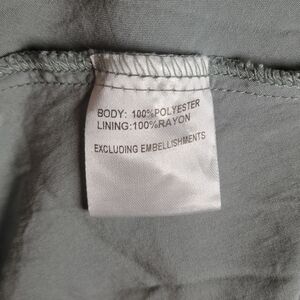 BODY: 100%POLYESTER
LINING:100%RAYON
EXCLUDING EMBELLISHMENTS